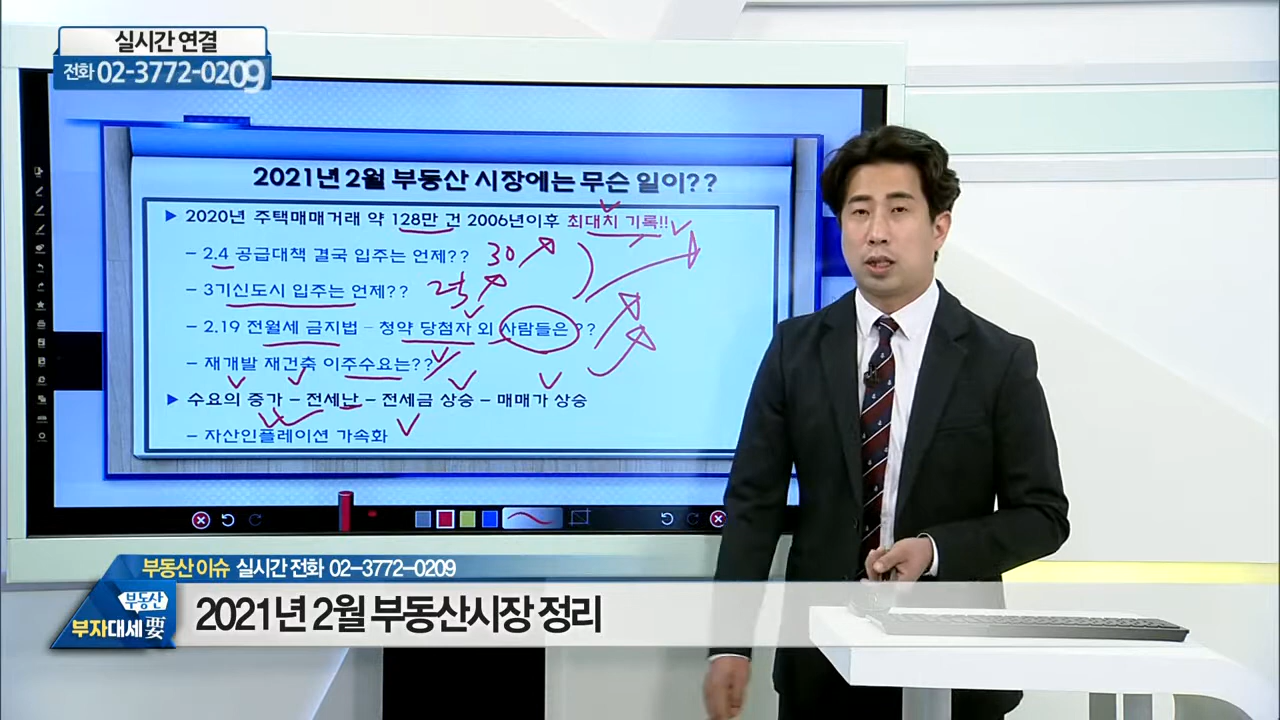 실시간 연결
전화 02-3772-0209
2021년 2월 부동산 시장에는 무슨 일이??
▶ 2020년 주택매매거래 약 128만 건 2006년이후 최대치 기록!!
- 2.4 공급대책 결국 입주는 언제?? 30
- 3기신도시 입주는 언제?? 25
- 2.19 전월세 금지법 - 청약 당첨자 외 사람들은??
- 재개발 재건축 이주수요는??
▶ 수요의 증가 - 전세난 - 전세금 상승 - 매매가 상승
- 자산인플레이션 가속화
부동산 이슈 실시간 전화 02-3772-0209
부동산
부자대세 要
2021년 2월 부동산시장 정리